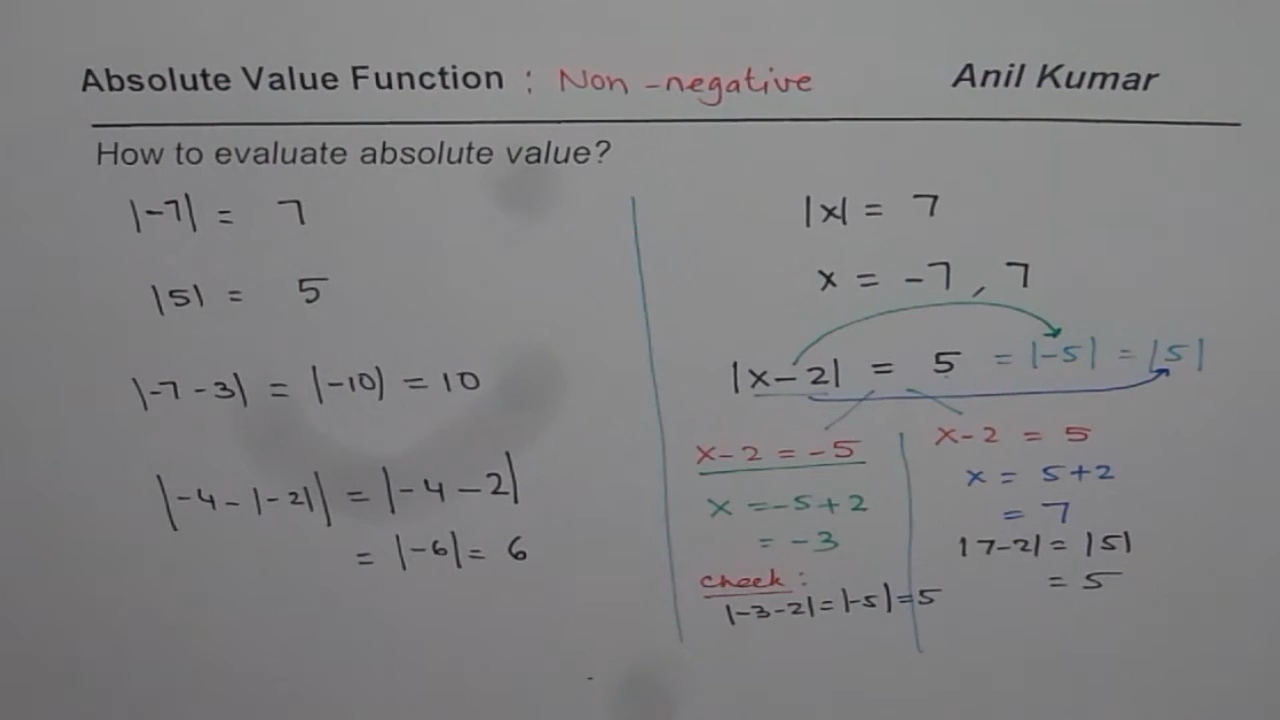 Absolute Value Function : Non-negative Anil Kumar
How to evaluate absolute value?
|-7| = 7
|5| = 5
|-7-3| = |-10| = 10
|-4-|-2|| = |-4-2|
= |-6| = 6
|x| = 7
x = -7, 7
|x-2| = 5 = |-5| = |5|
x-2 = -5
x = -5+2
= -3
check:
|-3-2| = |-5| = 5
x-2 = 5
x = 5+2
= 7
|7-2| = |5|
= 5